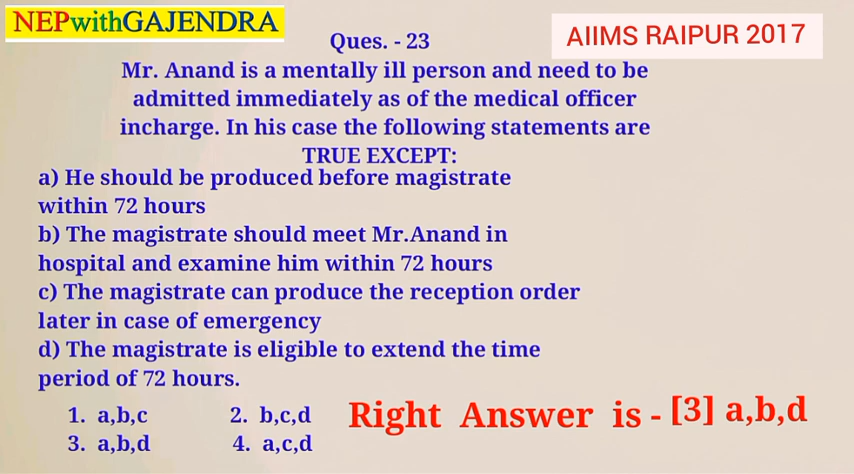 NEPwithGAJENDRA
AIIMS RAIPUR 2017
Ques. - 23
Mr. Anand is a mentally ill person and need to be
admitted immediately as of the medical officer
incharge. In his case the following statements are
TRUE EXCEPT:
a) He should be produced before magistrate
within 72 hours
b) The magistrate should meet Mr.Anand in
hospital and examine him within 72 hours
c) The magistrate can produce the reception order
later in case of emergency
d) The magistrate is eligible to extend the time
period of 72 hours.
1. a,b,c 2. b,c,d
3. a,b,d 4. a,c,d
Right Answer is - [3] a,b,d